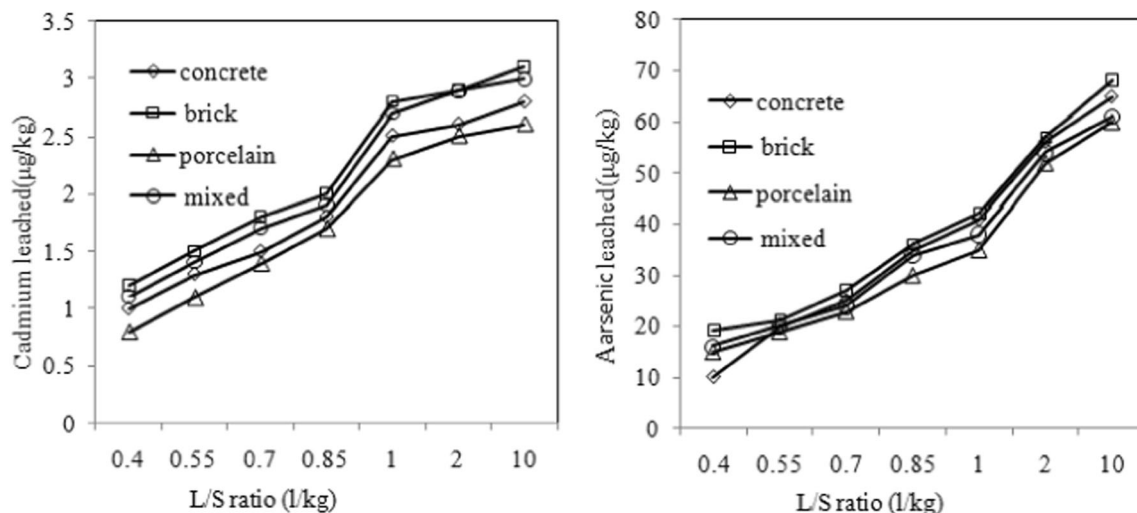 Cadmium leached(µg/kg)
3.5
3
2.5
2
1.5
1
0.5
0
concrete
brick
porcelain
mixed
0.4 0.55 0.7 0.85 1 2 10
L/S ratio (l/kg)
Aarsenic leached(µg/kg)
80
70
60
50
40
30
20
10
0
concrete
brick
porcelain
mixed
0.4 0.55 0.7 0.85 1 2 10
L/S ratio (l/kg)